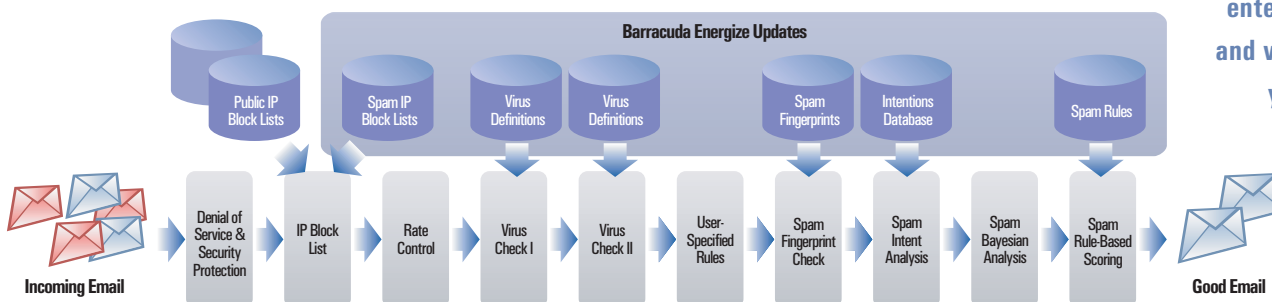 Barracuda Energize Updates
Public IP
Block Lists
Spam IP
Block Lists
Virus
Definitions
Virus
Definitions
Spam
Fingerprints
Intentions
Database
Spam Rules
Incoming Email
Denial of
Service &
Security
Protection
IP Block
List
Rate
Control
Virus
Check I
Virus
Check II
User-
Specified
Rules
Spam
Fingerprint
Check
Spam
Intent
Analysis
Spam
Bayesian
Analysis
Spam
Rule-Based
Scoring
Good Email
and